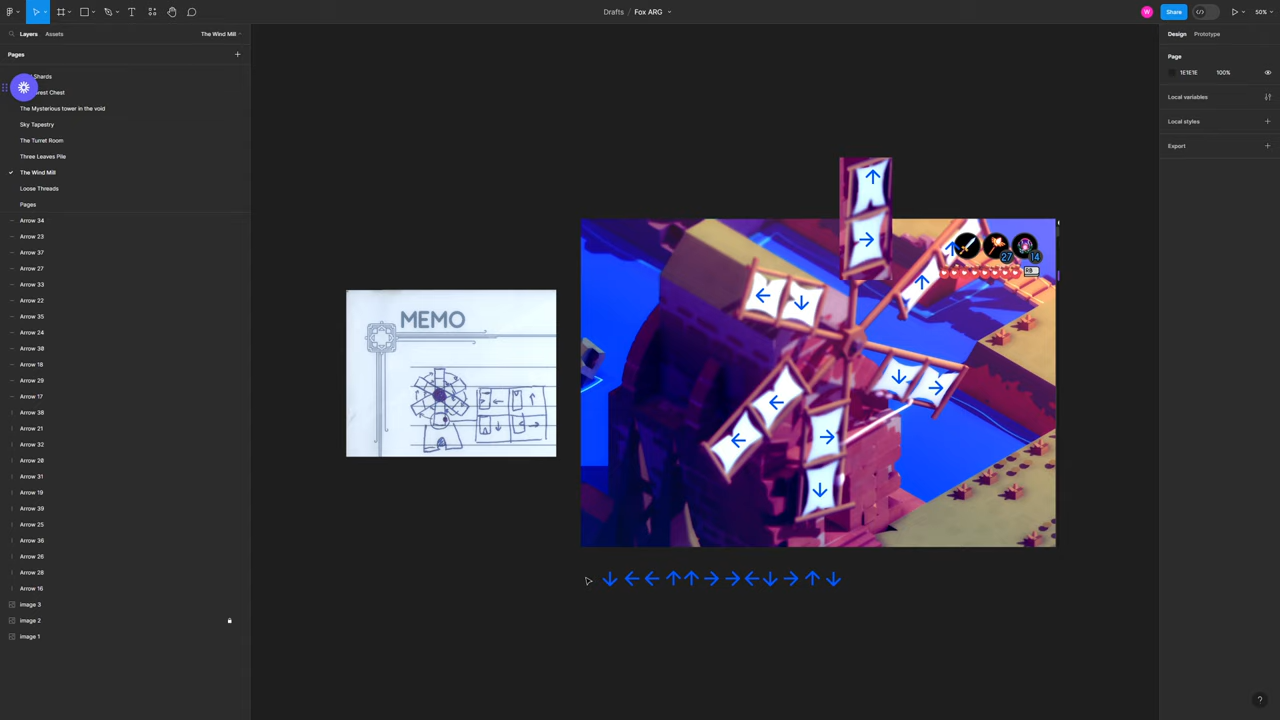 Drafts / Fox ARG
W
Share
50%
Layers
Assets
The Wind Mill
Pages
Shards
The Mysterious tower in the void
Sky Tapestry
The Turret Room
Three Leaves Pile
The Wind Mill
Loose Threads
Pages
Arrow 34
Arrow 23
Arrow 37
Arrow 27
Arrow 33
Arrow 22
Arrow 35
Arrow 24
Arrow 30
Arrow 18
Arrow 29
Arrow 17
Arrow 38
Arrow 21
Arrow 32
Arrow 20
Arrow 31
Arrow 19
Arrow 39
Arrow 25
Arrow 36
Arrow 26
Arrow 28
Arrow 16
image 3
image 2
image 1
MEMO
27
14
RB
Design
Prototype
Page
1E1E1E
100%
Local variables
Local styles
Export
?